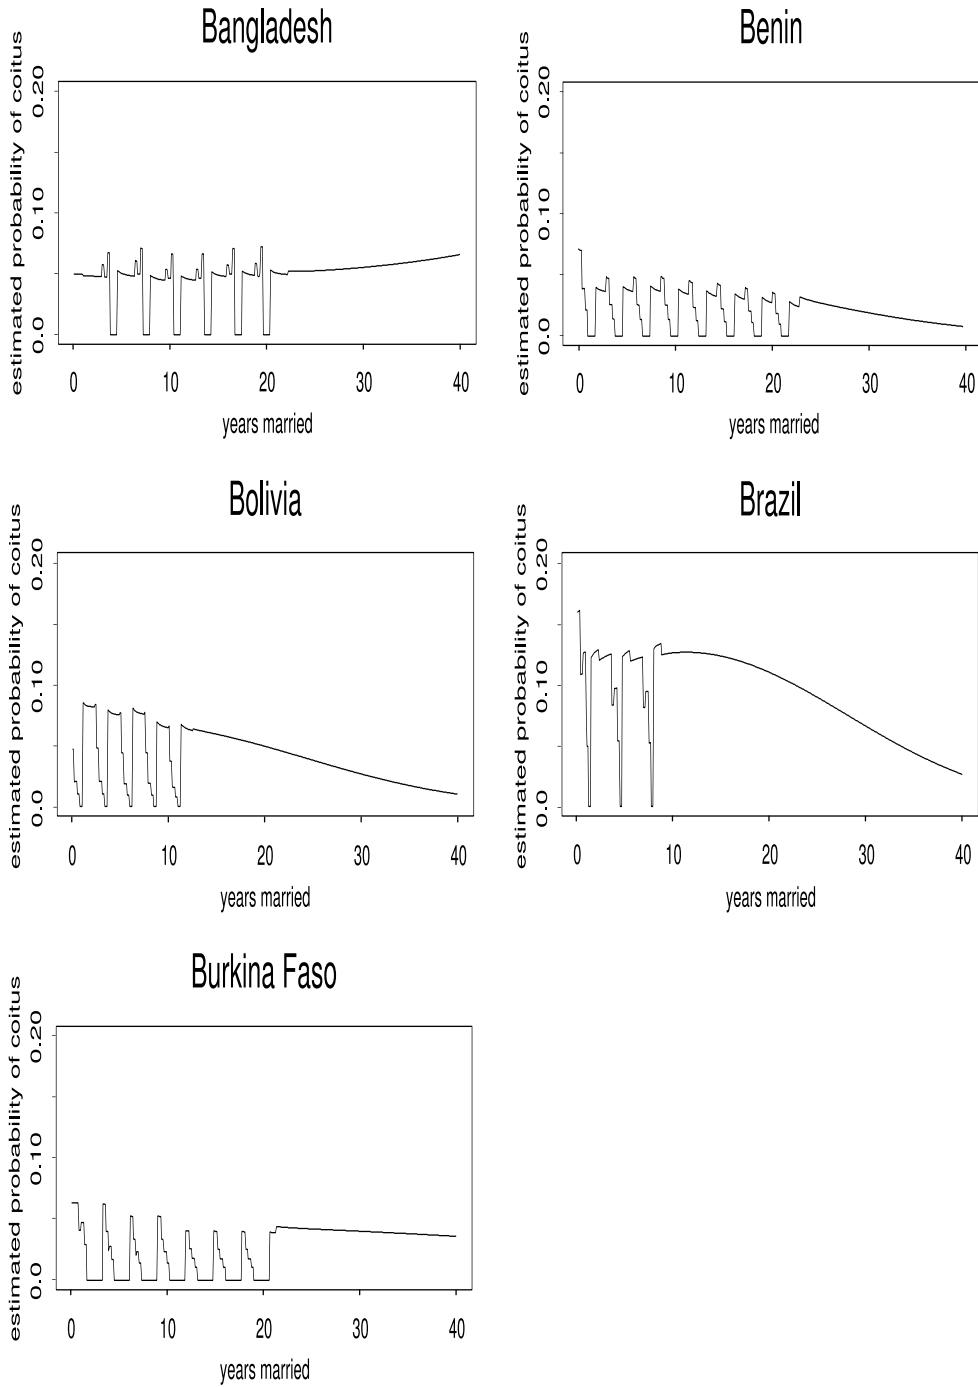 Bangladesh
estimated probability of coitus
0.0 0.10 0.20
0 10 20 30 40
years married
Benin
estimated probability of coitus
0.0 0.10 0.20
0 10 20 30 40
years married
Bolivia
estimated probability of coitus
0.0 0.10 0.20
0 10 20 30 40
years married
Brazil
estimated probability of coitus
0.0 0.10 0.20
0 10 20 30 40
years married
Burkina Faso
estimated probability of coitus
0.0 0.10 0.20
0 10 20 30 40
years married